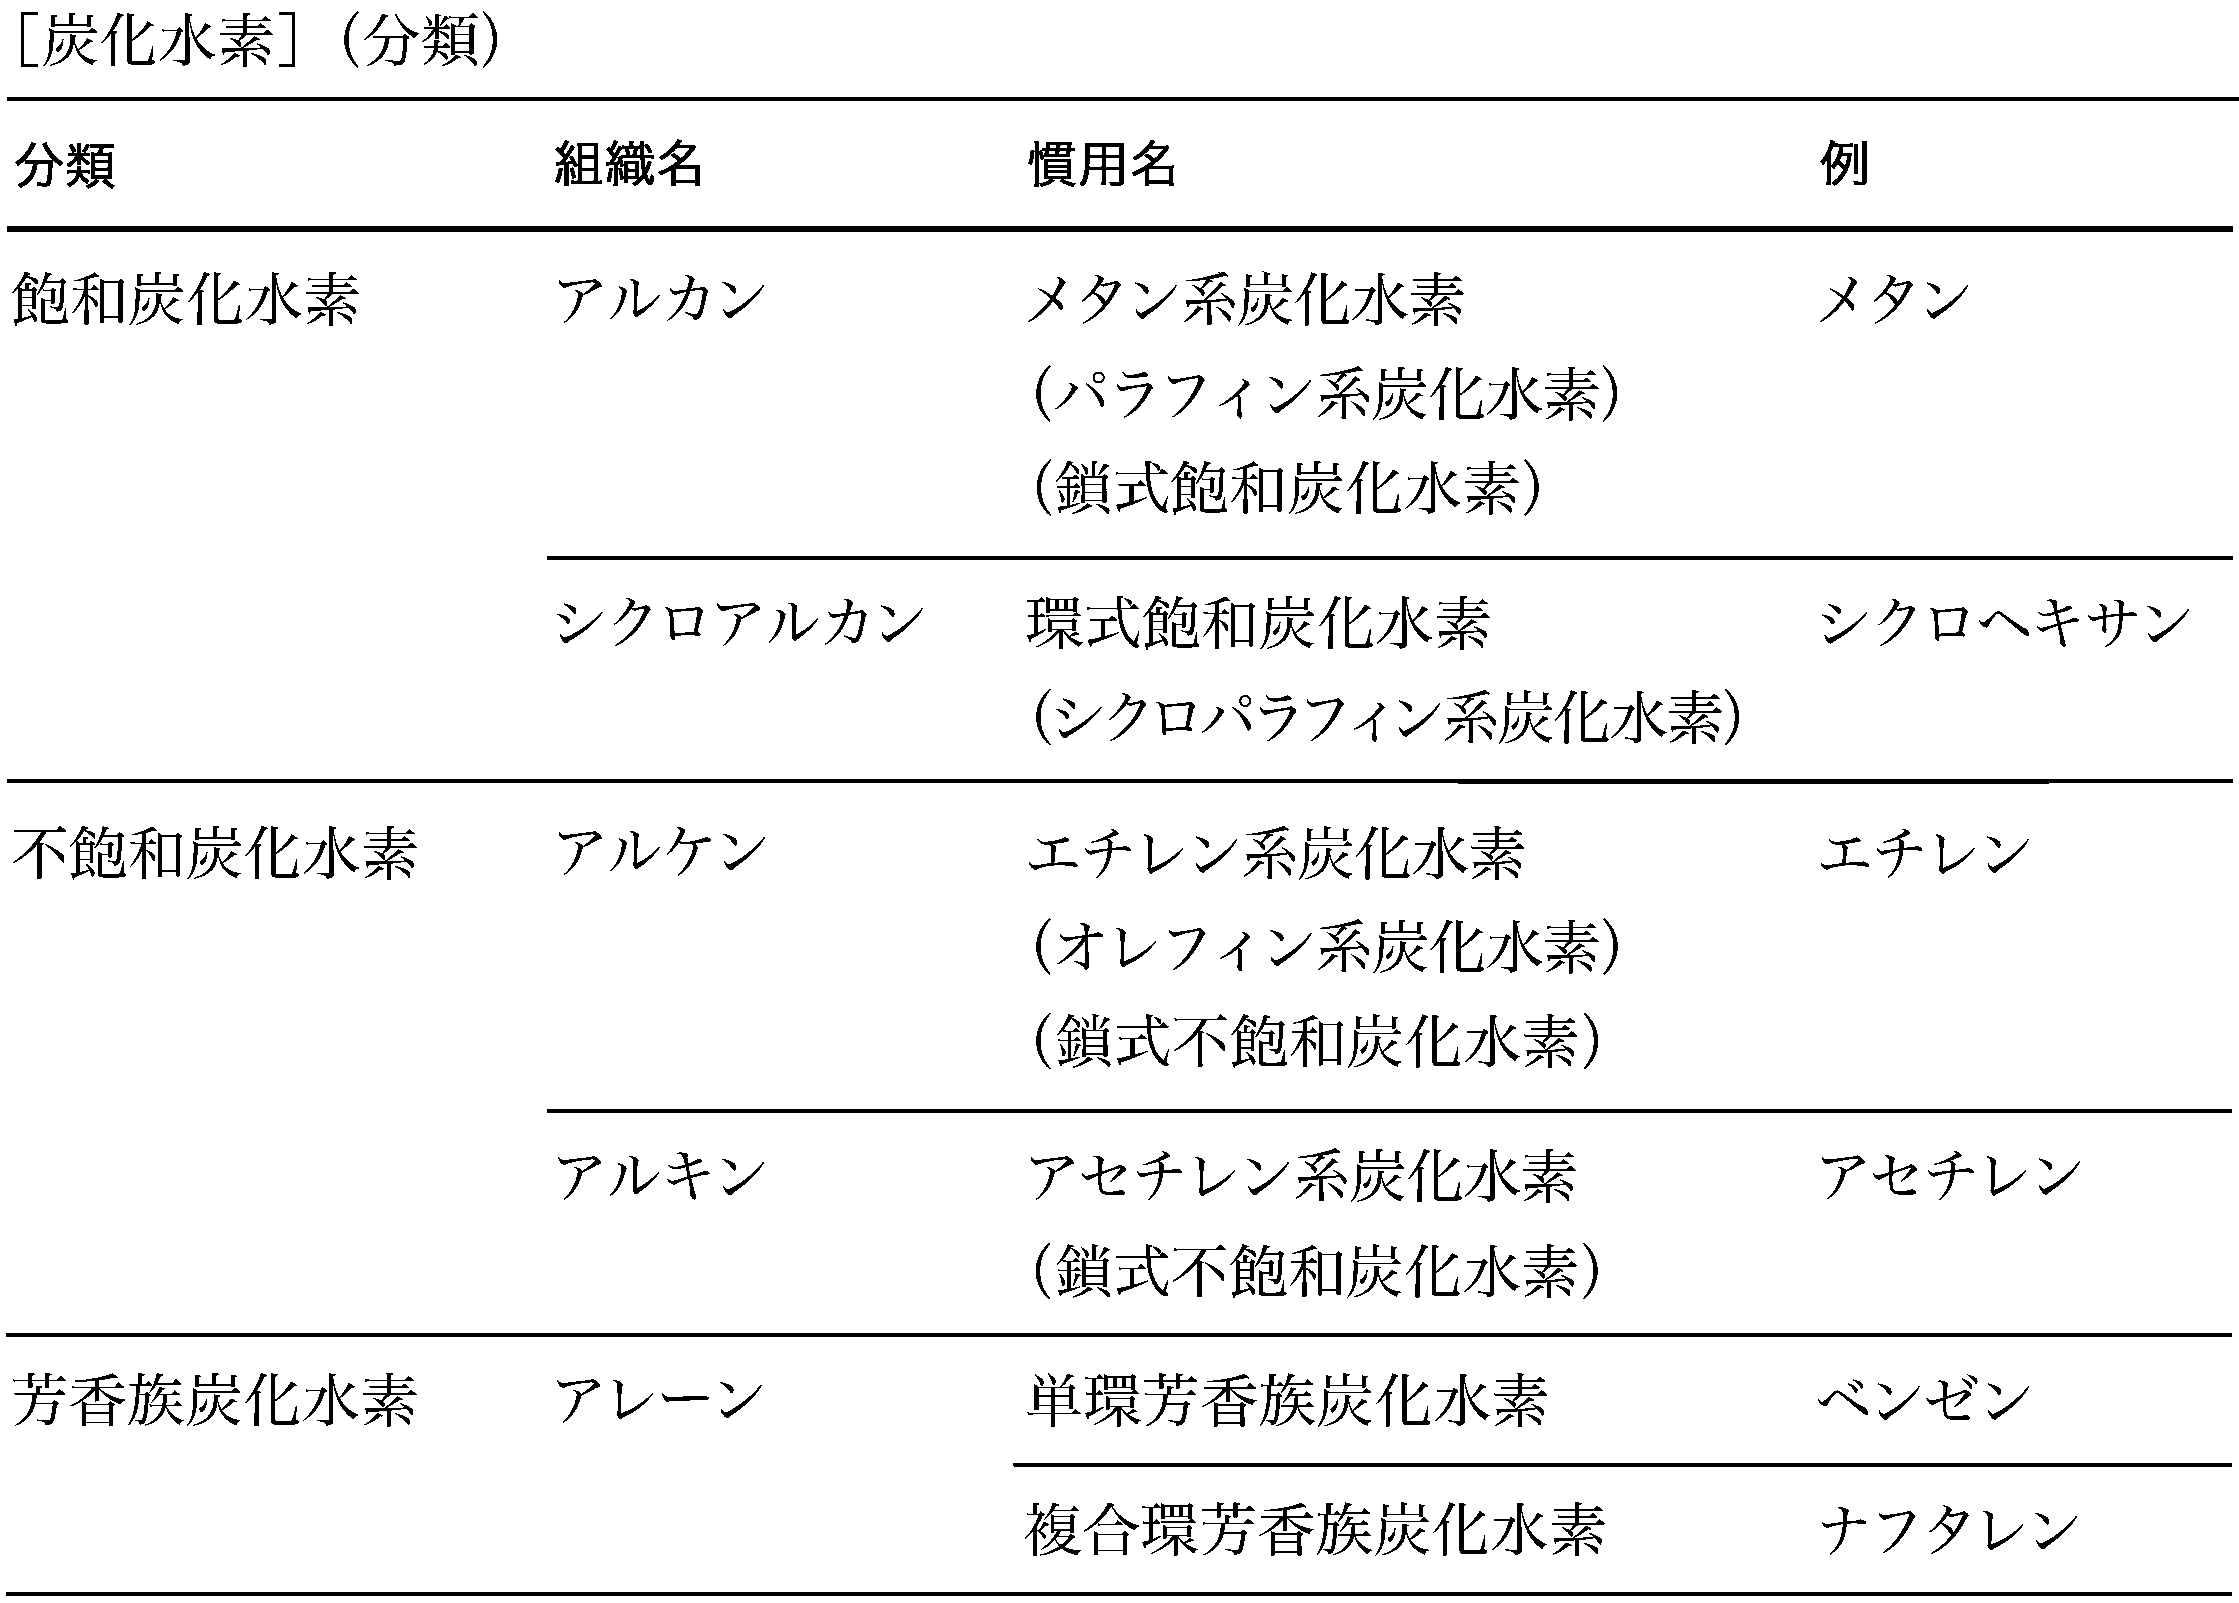 ［炭化水素］（分類）
分類 組織名 慣用名 例
飽和炭化水素 アルカン メタン系炭化水素 メタン
（パラフィン系炭化水素）
（鎖式飽和炭化水素）
シクロアルカン 環式飽和炭化水素 シクロヘキサン
（シクロパラフィン系炭化水素）
不飽和炭化水素 アルケン エチレン系炭化水素 エチレン
（オレフィン系炭化水素）
（鎖式不飽和炭化水素）
アルキン アセチレン系炭化水素 アセチレン
（鎖式不飽和炭化水素）
芳香族炭化水素 アレーン 単環芳香族炭化水素 ベンゼン
複合環芳香族炭化水素 ナフタレン